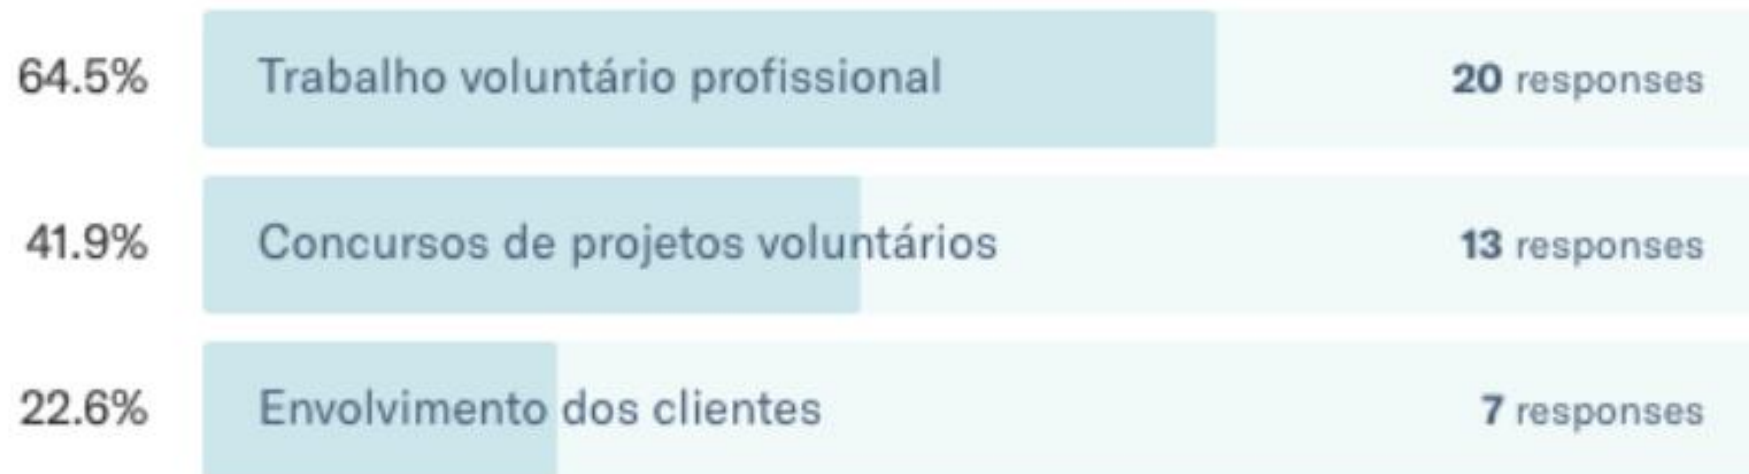 64.5% Trabalho voluntário profissional 20 responses
41.9% Concursos de projetos voluntários 13 responses
22.6% Envolvimento dos clientes 7 responses